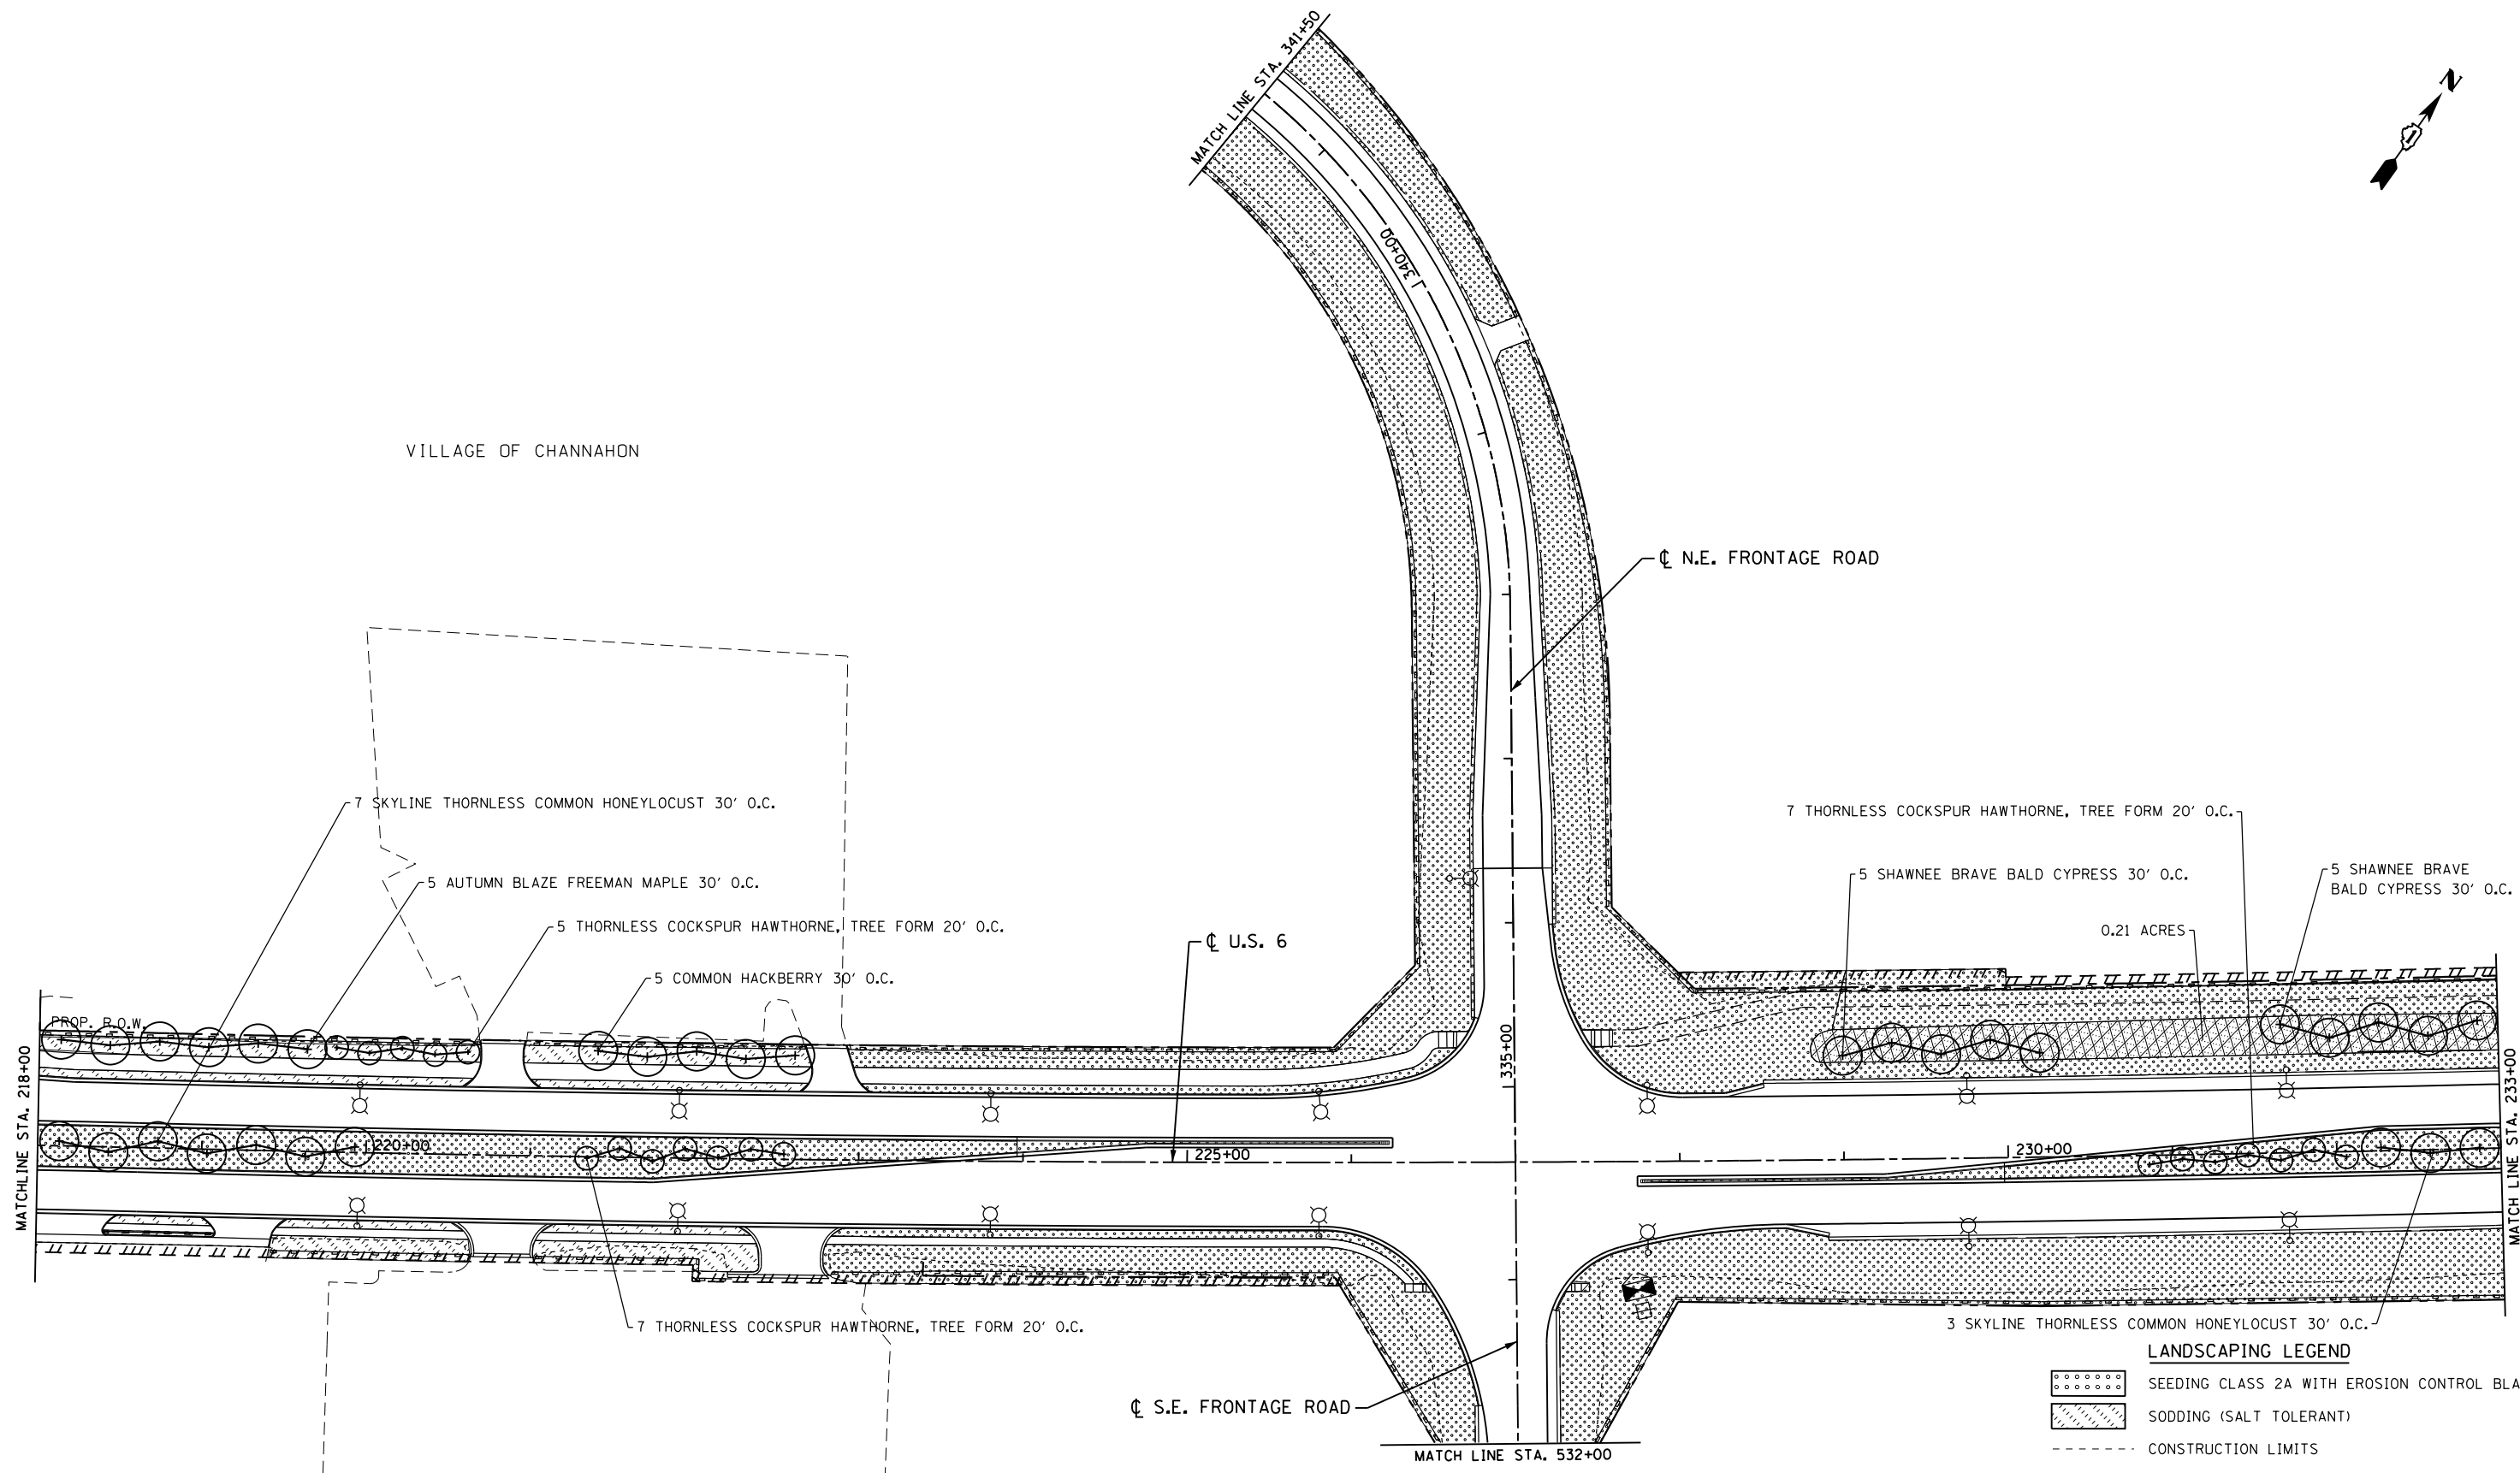 MATCH LINE STA. 341+50
N
340+00
VILLAGE OF CHANNAHON
℄ N.E. FRONTAGE ROAD
7 SKYLINE THORNLESS COMMON HONEYLOCUST 30' O.C.
7 THORNLESS COCKSPUR HAWTHORNE, TREE FORM 20' O.C.
5 AUTUMN BLAZE FREEMAN MAPLE 30' O.C.
5 SHAWNEE BRAVE BALD CYPRESS 30' O.C.
5 SHAWNEE BRAVE
BALD CYPRESS 30' O.C.
5 THORNLESS COCKSPUR HAWTHORNE, TREE FORM 20' O.C.
0.21 ACRES
℄ U.S. 6
5 COMMON HACKBERRY 30' O.C.
PROP. R.O.W.
335+00
MATCHLINE STA. 218+00
220+00
225+00
230+00
MATCH LINE STA. 233+00
7 THORNLESS COCKSPUR HAWTHORNE, TREE FORM 20' O.C.
3 SKYLINE THORNLESS COMMON HONEYLOCUST 30' O.C.
LANDSCAPING LEGEND
SEEDING CLASS 2A WITH EROSION CONTROL BLA
℄ S.E. FRONTAGE ROAD
SODDING (SALT TOLERANT)
CONSTRUCTION LIMITS
MATCH LINE STA. 532+00